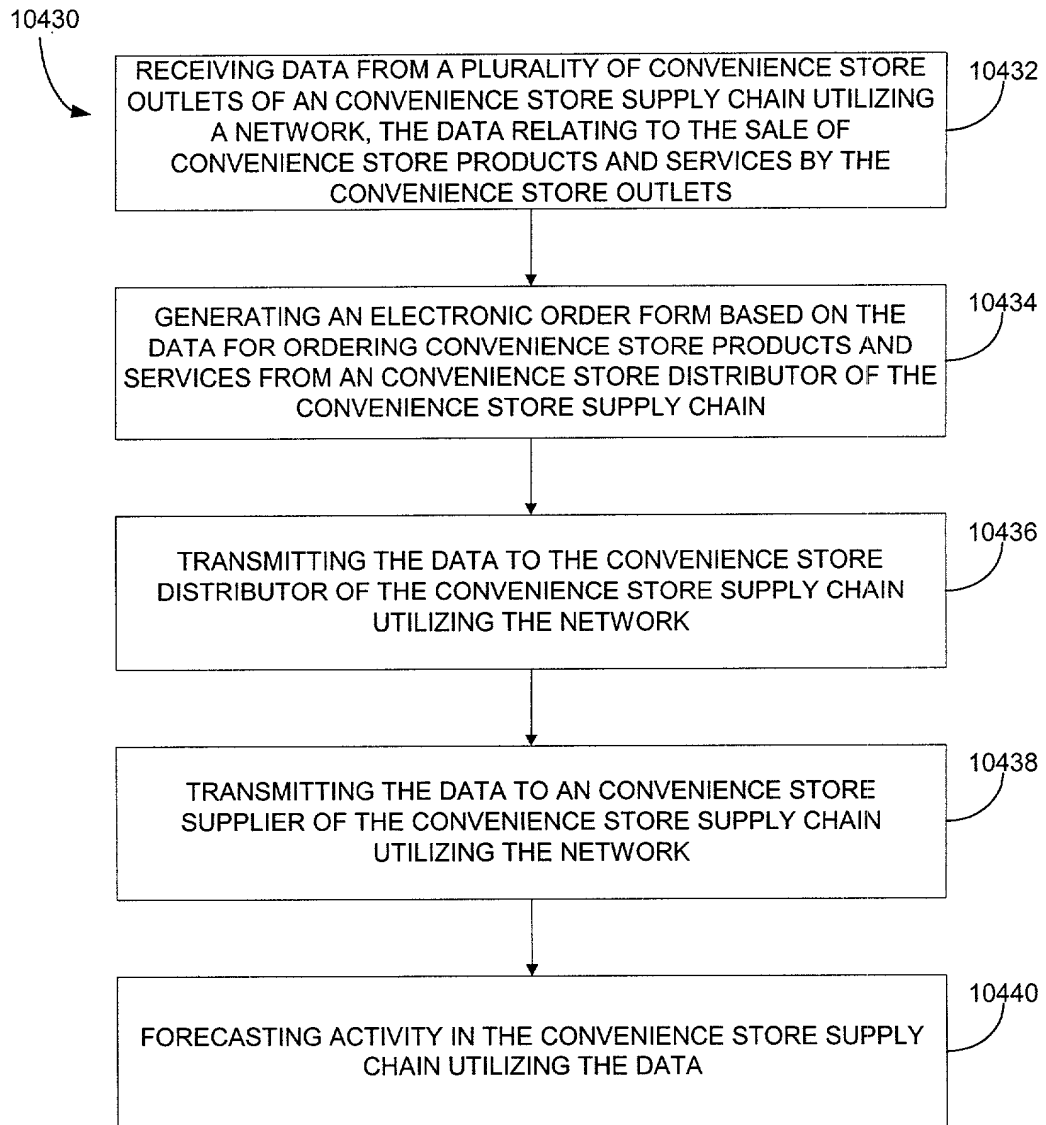 10430
RECEIVING DATA FROM A PLURALITY OF CONVENIENCE STORE
OUTLETS OF AN CONVENIENCE STORE SUPPLY CHAIN UTILIZING
A NETWORK, THE DATA RELATING TO THE SALE OF
CONVENIENCE STORE PRODUCTS AND SERVICES BY THE
CONVENIENCE STORE OUTLETS
10432
GENERATING AN ELECTRONIC ORDER FORM BASED ON THE
DATA FOR ORDERING CONVENIENCE STORE PRODUCTS AND
SERVICES FROM AN CONVENIENCE STORE DISTRIBUTOR OF THE
CONVENIENCE STORE SUPPLY CHAIN
10434
TRANSMITTING THE DATA TO THE CONVENIENCE STORE
DISTRIBUTOR OF THE CONVENIENCE STORE SUPPLY CHAIN
UTILIZING THE NETWORK
10436
TRANSMITTING THE DATA TO AN CONVENIENCE STORE
SUPPLIER OF THE CONVENIENCE STORE SUPPLY CHAIN
UTILIZING THE NETWORK
10438
FORECASTING ACTIVITY IN THE CONVENIENCE STORE SUPPLY
CHAIN UTILIZING THE DATA
10440